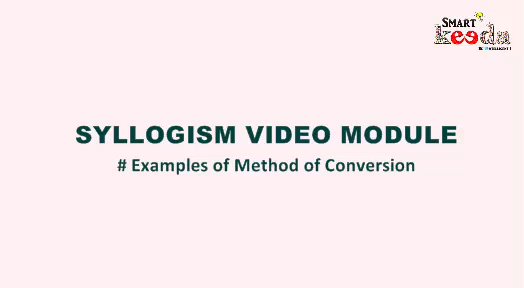 SMART
keeda
SYLLOGISM VIDEO MODULE
# Examples of Method of Conversion